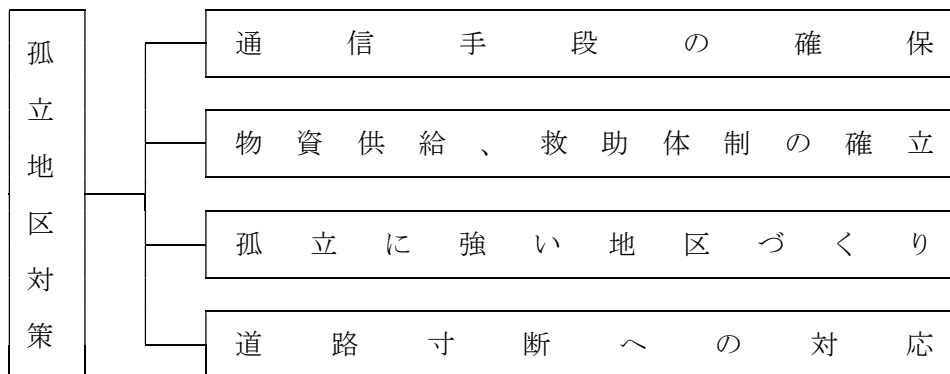 孤立地区対策
通信手段の確保
物資供給、救助体制の確立
孤立に強い地区づくり
道路寸断への対応